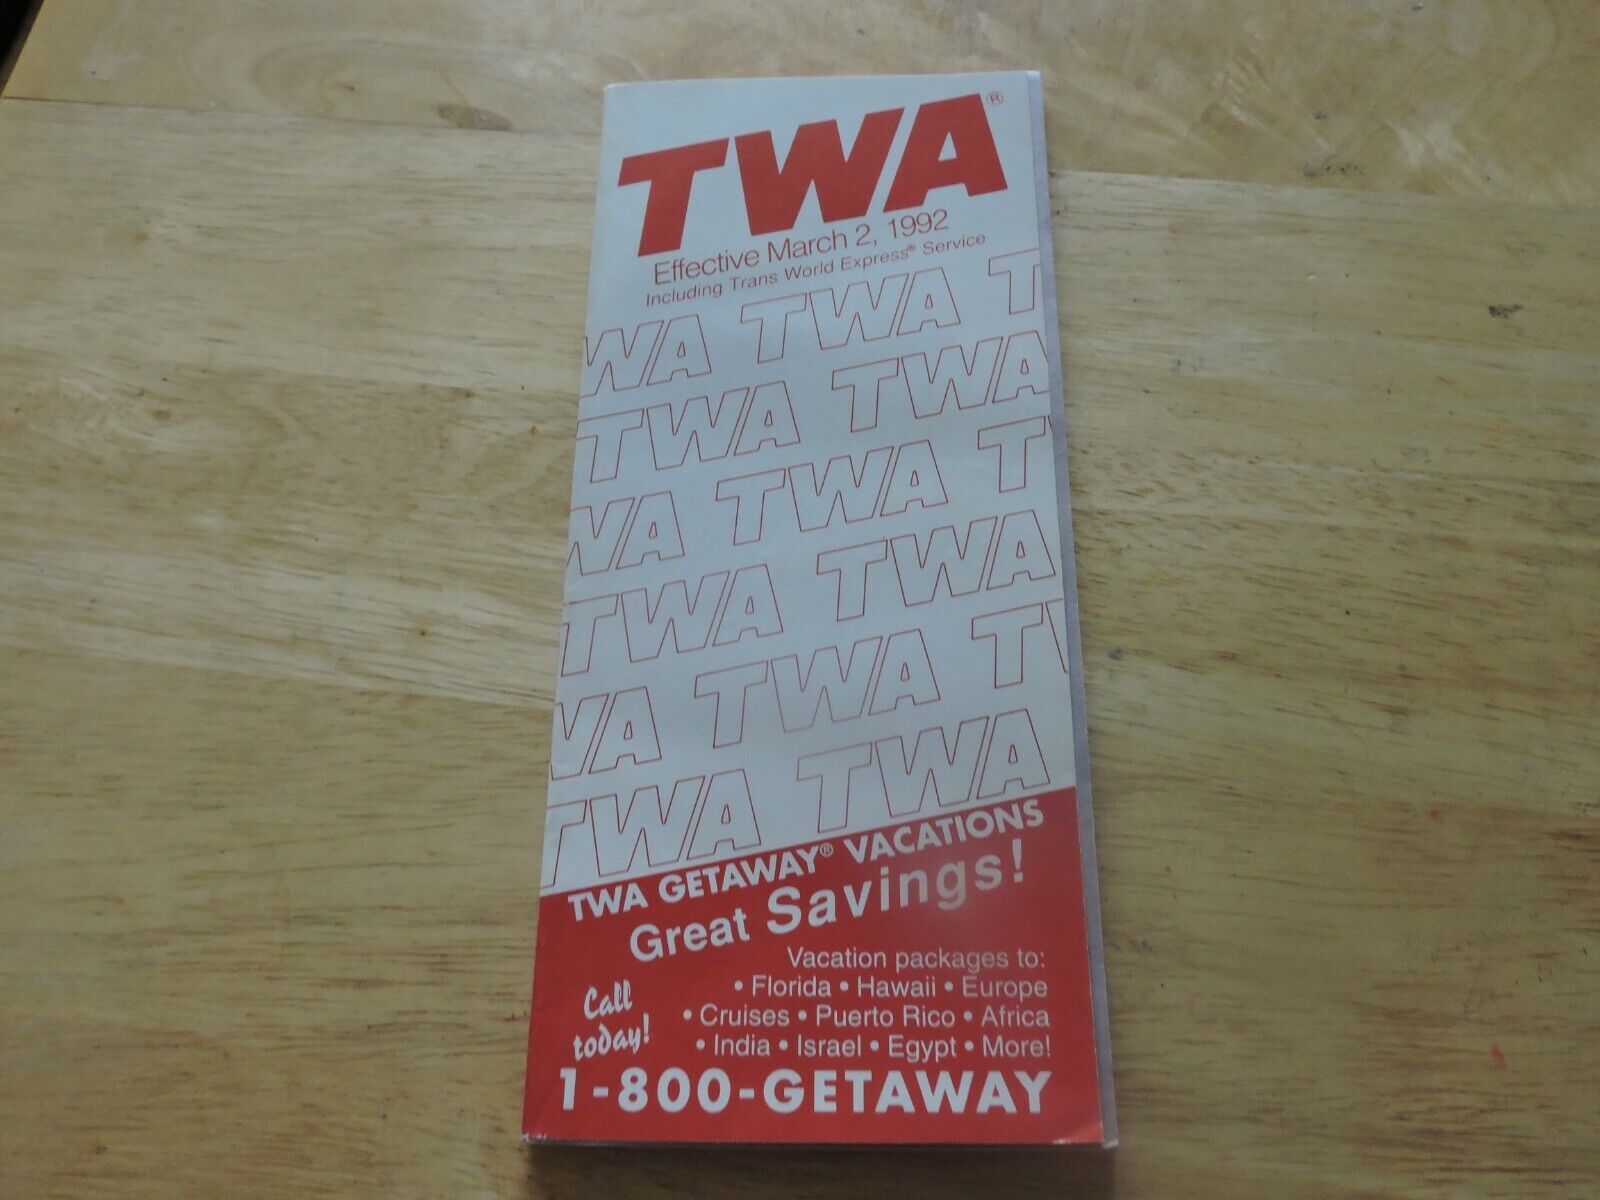 TWA®
Effective March 2, 1992
Including Trans World Express® Service
WA TWA T
TWA TWA
WA TWA T
TWA TWA
WA TWA TW
TWA TWA
TWA GETAWAY® VACATIONS
Great Savings!
Vacation packages to:
• Florida • Hawaii • Europe
• Cruises • Puerto Rico • Africa
• India • Israel • Egypt • More!
Call
today!
1-800-GETAWAY